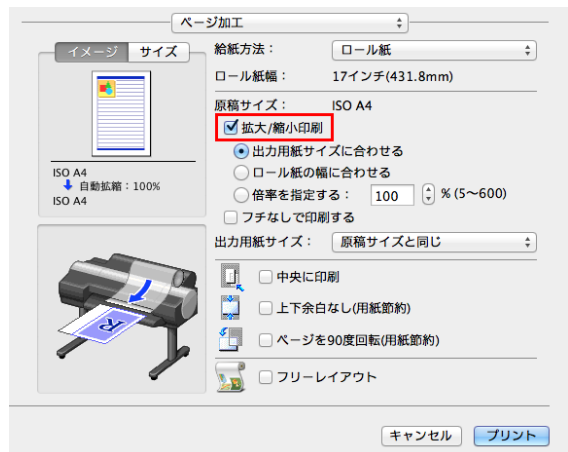 ページ加工
イメージ サイズ
給紙方法： ロール紙
ロール紙幅： 17インチ(431.8mm)
原稿サイズ： ISO A4
拡大/縮小印刷
出力用紙サイズに合わせる
ロール紙の幅に合わせる
倍率を指定する： 100 % (5～600)
フチなしで印刷する
出力用紙サイズ： 原稿サイズと同じ
ISO A4
自動拡縮：100%
ISO A4
中央に印刷
上下余白なし(用紙節約)
ページを90度回転(用紙節約)
フリーレイアウト
R
キャンセル プリント